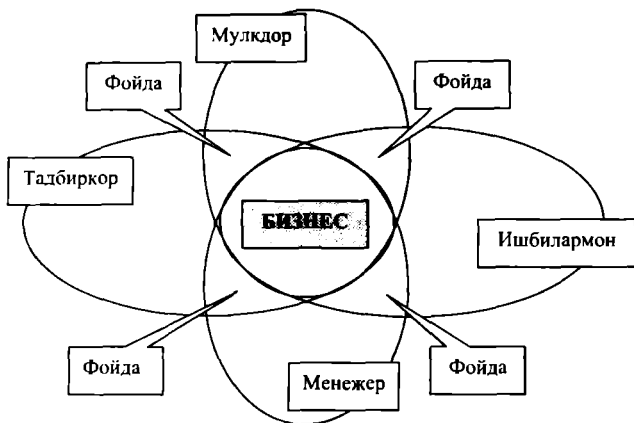 Мулкдор
Фойда
Фойда
Тадбиркор
БИЗНЕС
Ишбилармон
Фойда
Менежер
Фойда